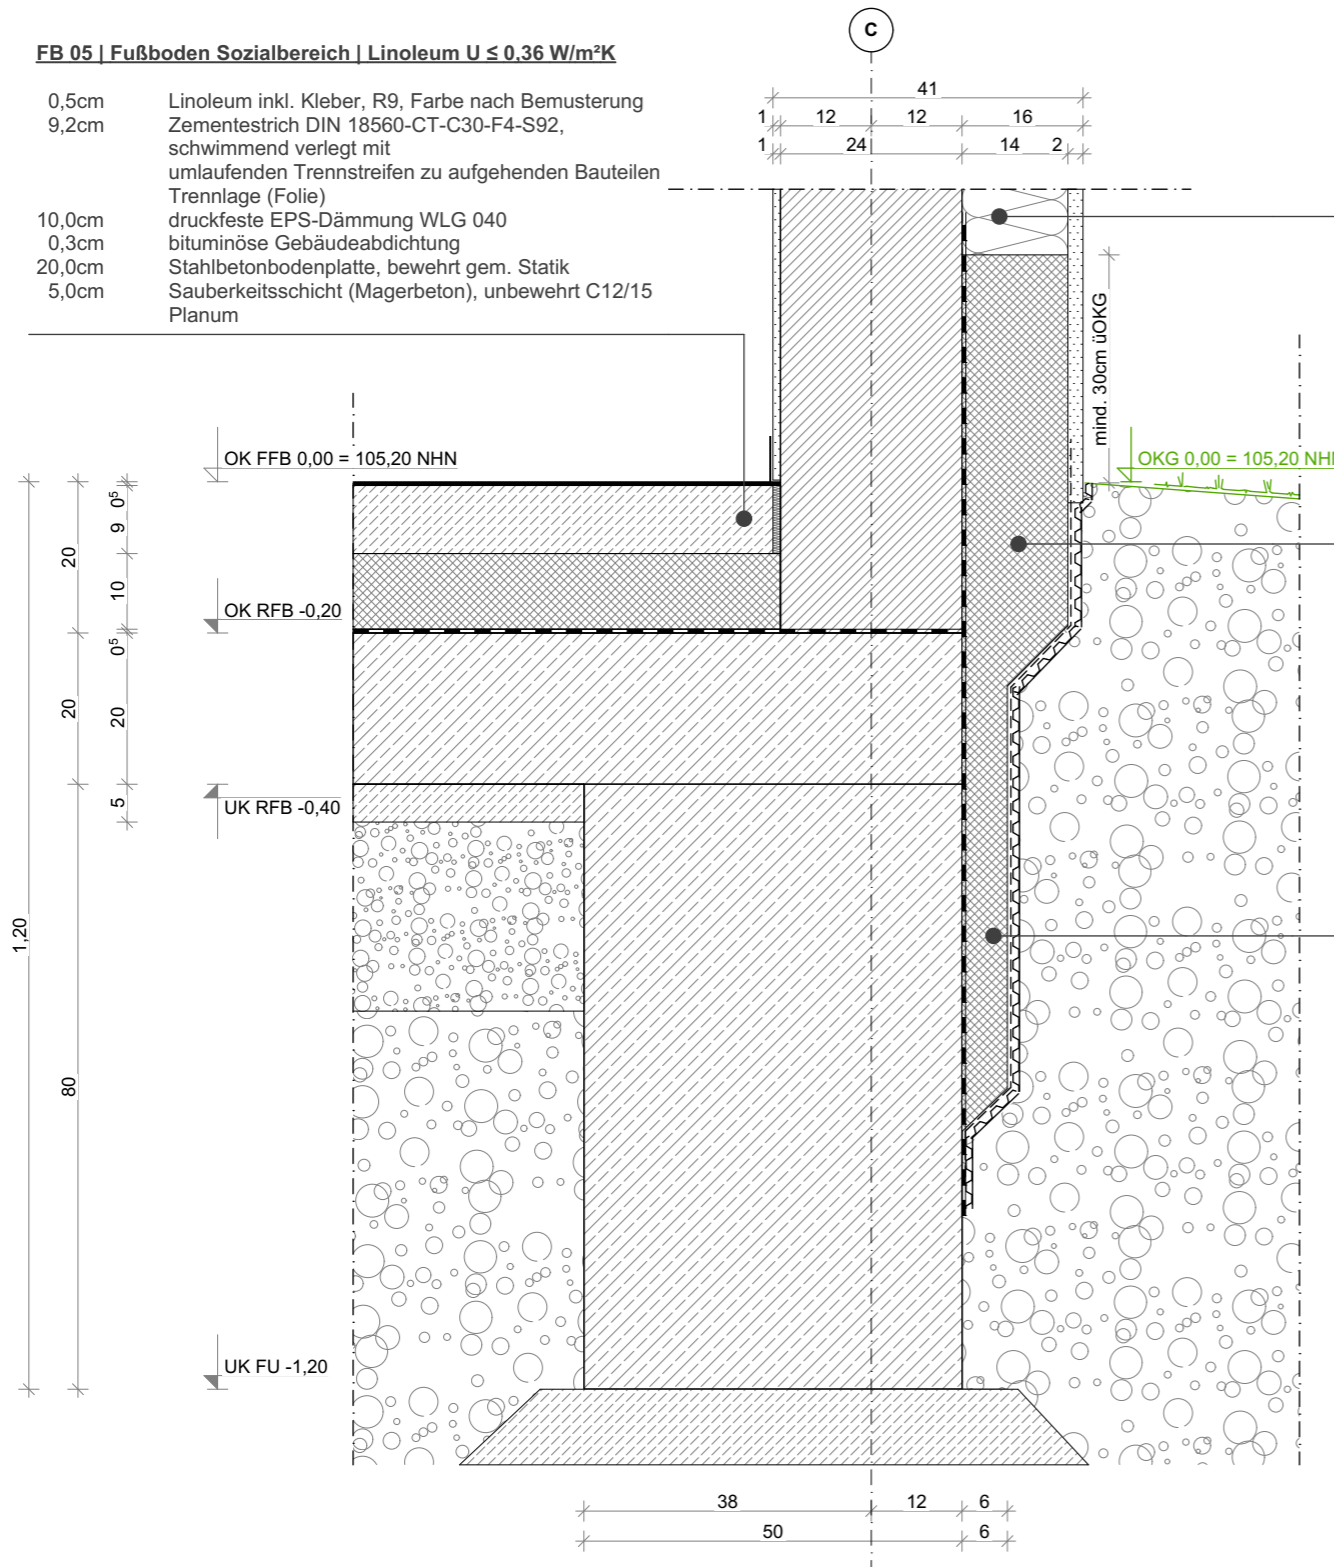 C
FB 05 | Fußboden Sozialbereich | Linoleum U ≤ 0,36 W/m²K
0,5cm Linoleum inkl. Kleber, R9, Farbe nach Bemusterung
9,2cm Zementestrich DIN 18560-CT-C30-F4-S92,
schwimmend verlegt mit
umlaufenden Trennstreifen zu aufgehenden Bauteilen
Trennlage (Folie)
10,0cm druckfeste EPS-Dämmung WLG 040
0,3cm bituminöse Gebäudeabdichtung
20,0cm Stahlbetonbodenplatte, bewehrt gem. Statik
5,0cm Sauberkeitsschicht (Magerbeton), unbewehrt C12/15
Planum
41
1 12 12 16
1 24 14 2
mind. 30cm üOKG
OK FFB 0,00 = 105,20 NHN
OKG 0,00 = 105,20 NH
OK RFB -0,20
UK RFB -0,40
UK FU -1,20
1,20
20
20
80
9 0⁵
10
0⁵
20
5
38 12 6
50 6